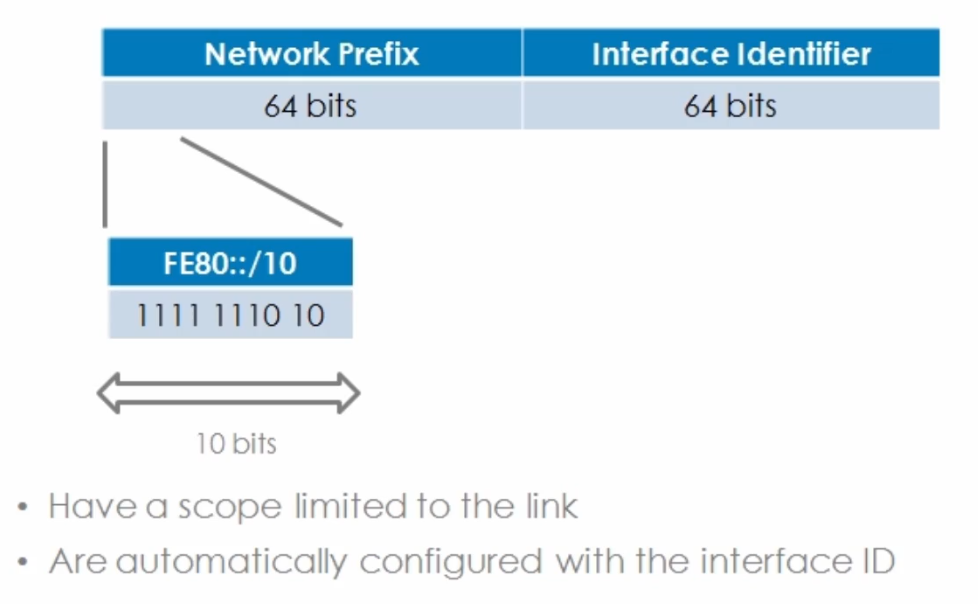 Network Prefix Interface Identifier
64 bits 64 bits
FE80::/10
1111 1110 10
10 bits
• Have a scope limited to the link
• Are automatically configured with the interface ID